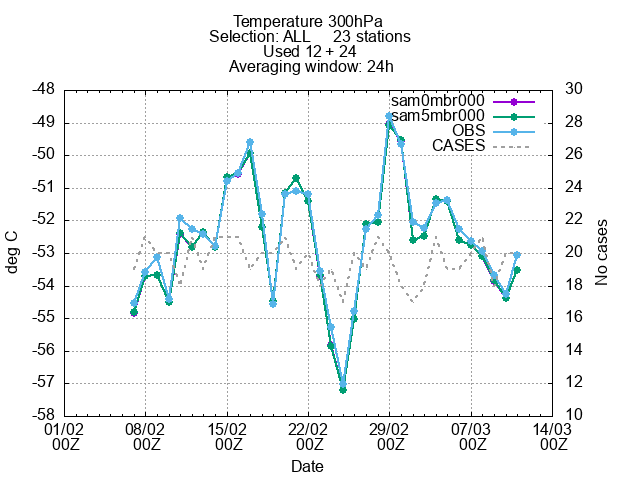 Temperature 300hPa
Selection: ALL 23 stations
Used 12 + 24
Averaging window: 24h
sam0mbr000
sam5mbr000
OBS
CASES
-48
-49
-50
-51
-52
-53
-54
-55
-56
-57
-58
deg C
30
28
26
24
22
20
18
16
14
12
10
No cases
01/02 08/02 15/02 22/02 29/02 07/03 14/03
00Z 00Z 00Z 00Z 00Z 00Z 00Z
Date